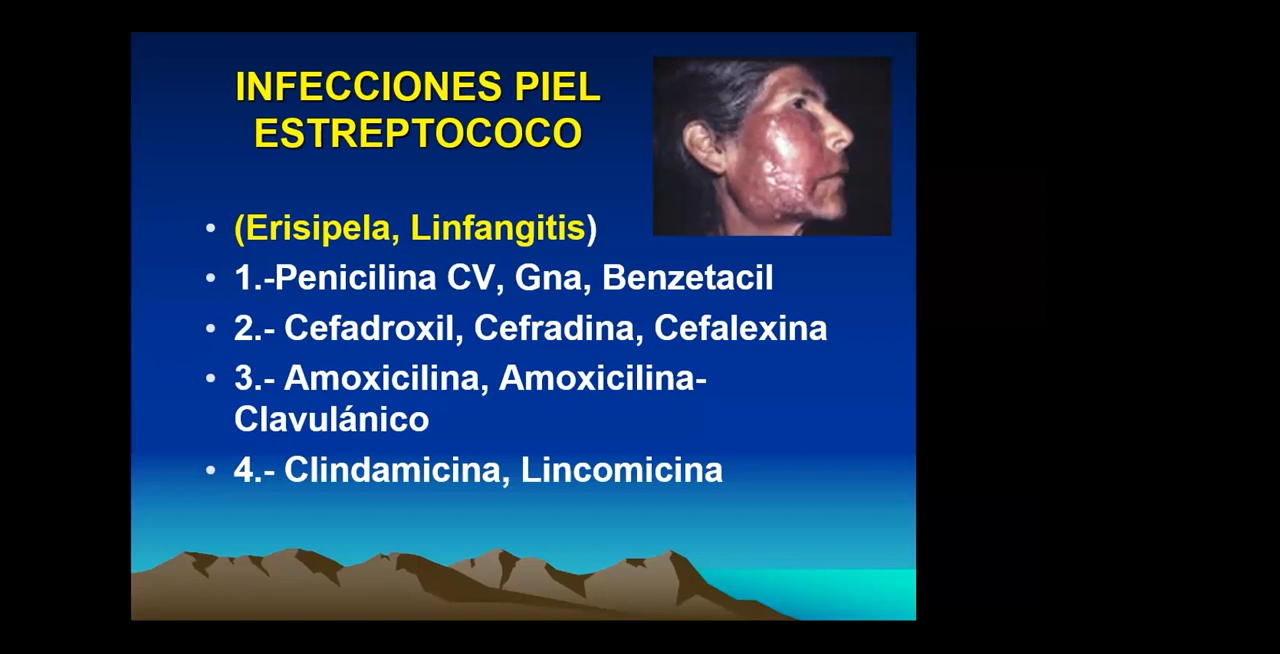 INFECCIONES PIEL
ESTREPTOCOCO
• (Erisipela, Linfangitis)
• 1.-Penicilina CV, Gna, Benzetacil
• 2.- Cefadroxil, Cefradina, Cefalexina
• 3.- Amoxicilina, Amoxicilina-
Clavulánico
• 4.- Clindamicina, Lincomicina